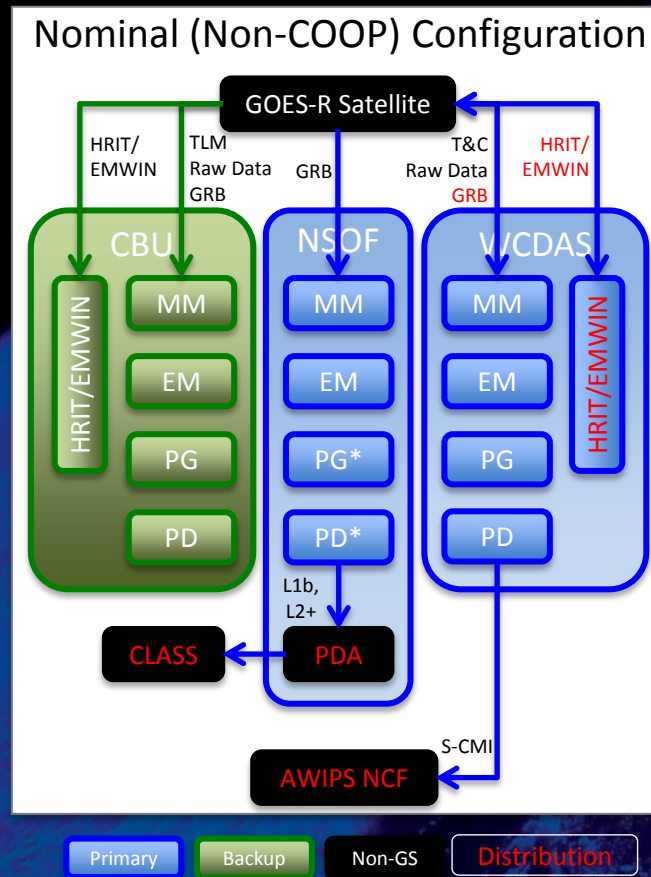 Nominal (Non-COOP) Configuration
GOES-R Satellite
HRIT/
EMWIN
TLM
Raw Data
GRB
GRB
T&C
Raw Data
GRB
HRIT/
EMWIN
CBU
HRIT/EMWIN
MM
EM
PG
PD
NSOF
MM
EM
PG*
PD*
L1b,
L2+
PDA
CLASS
WCDAS
MM
EM
PG
PD
HRIT/EMWIN
S-CMI
AWIPS NCF
Primary
Backup
Non-GS
Distribution